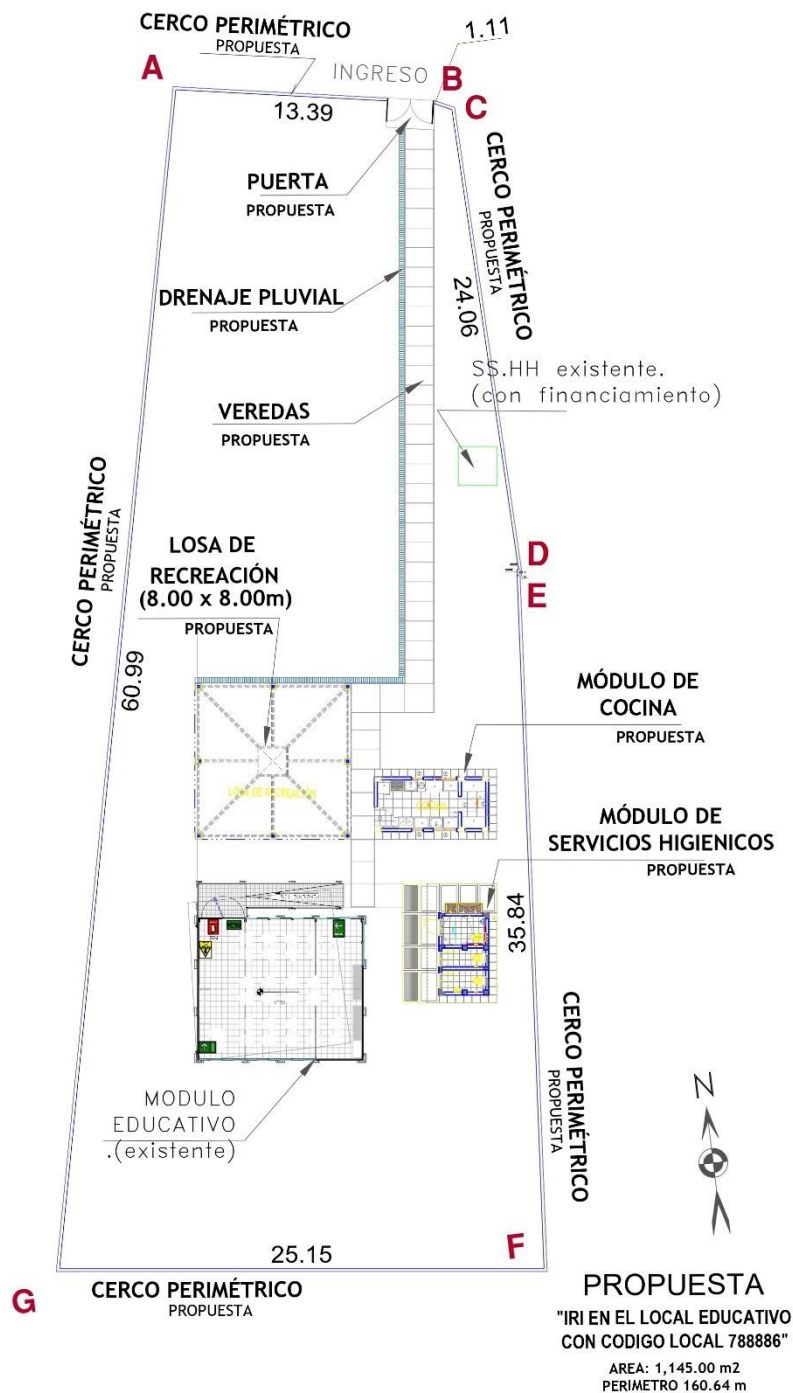 CERCO PERIMÉTRICO
PROPUESTA
1.11
A
INGRESO
B
C
13.39
PUERTA
PROPUESTA
CERCO PERIMÉTRICO
PROPUESTA
DRENAJE PLUVIAL
PROPUESTA
24.06
SS.HH existente.
(con financiamiento)
VEREDAS
PROPUESTA
CERCO PERIMÉTRICO
PROPUESTA
LOSA DE
RECREACIÓN
(8.00 x 8.00m)
PROPUESTA
D
E
60.99
MÓDULO DE
COCINA
PROPUESTA
LOSA DE RECREACIÓN
MÓDULO DE
SERVICIOS HIGIENICOS
PROPUESTA
35.84
CERCO PERIMÉTRICO
PROPUESTA
MODULO
EDUCATIVO
.(existente)
N
25.15
F
G
CERCO PERIMÉTRICO
PROPUESTA
PROPUESTA
"IRI EN EL LOCAL EDUCATIVO
CON CODIGO LOCAL 788886"
AREA: 1,145.00 m2
PERIMETRO 160.64 m